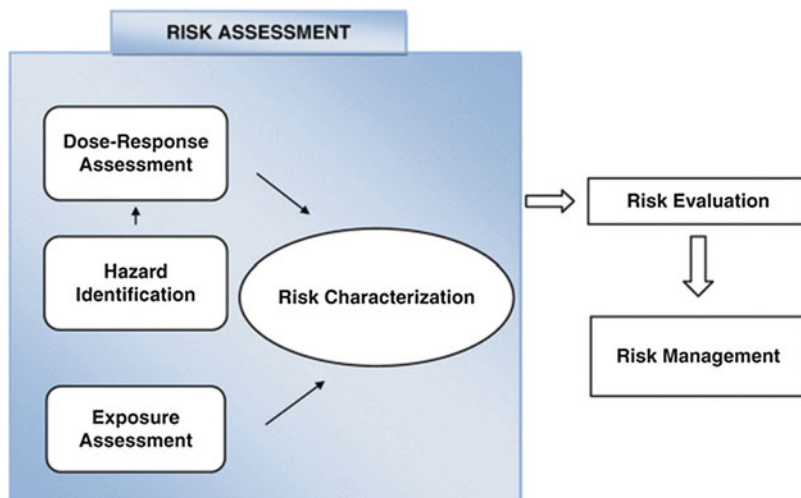 RISK ASSESSMENT
Dose-Response
Assessment
Hazard
Identification
Exposure
Assessment
Risk Characterization
Risk Evaluation
Risk Management